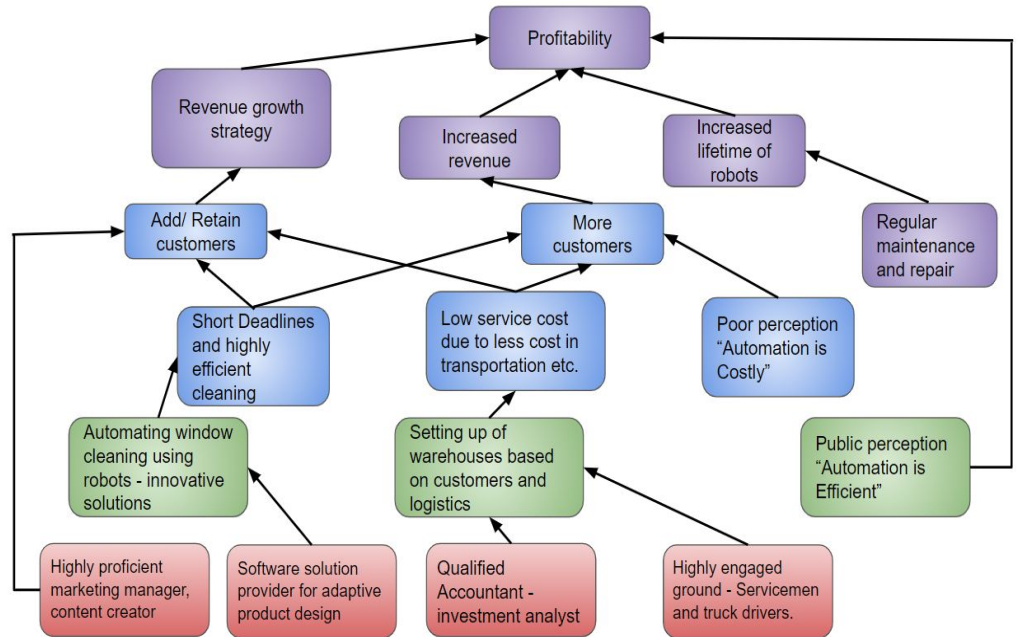 Profitability
Revenue growth
strategy
Increased
revenue
Increased
lifetime of
robots
Add/ Retain
customers
More
customers
Regular
maintenance
and repair
Short Deadlines
and highly
efficient
cleaning
Low service cost
due to less cost in
transportation etc.
Poor perception
“Automation is
Costly”
Automating window
cleaning using
robots - innovative
solutions
Setting up of
warehouses based
on customers and
logistics
Public perception
“Automation is
Efficient”
Highly proficient
marketing manager,
content creator
Software solution
provider for adaptive
product design
Qualified
Accountant -
investment analyst
Highly engaged
ground - Servicemen
and truck drivers.